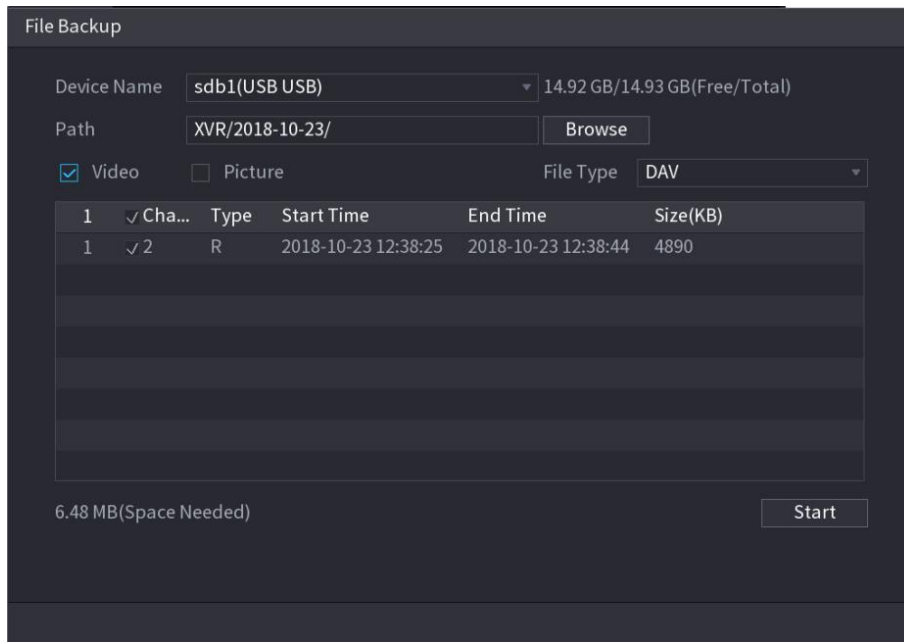 File Backup
Device Name sdb1(USB USB) 14.92 GB/14.93 GB(Free/Total)
Path XVR/2018-10-23/ Browse
Video Picture File Type DAV
1 Cha... Type Start Time End Time Size(KB)
1 2 R 2018-10-23 12:38:25 2018-10-23 12:38:44 4890
6.48 MB(Space Needed) Start